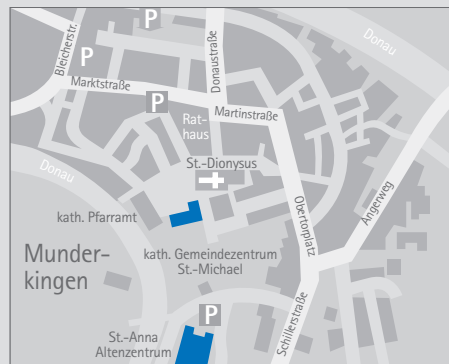 Bleicherstr.
P
P
Donaustraße
Donau
Marktstraße
P
Martinstraße
Rat-
haus
St.-Dionysus
Donau
Obertorplatz
Angerweg
kath. Pfarramt
Munder-
kingen
kath. Gemeindezentrum
St.-Michael
Schillerstraße
P
St.-Anna
Altenzentrum